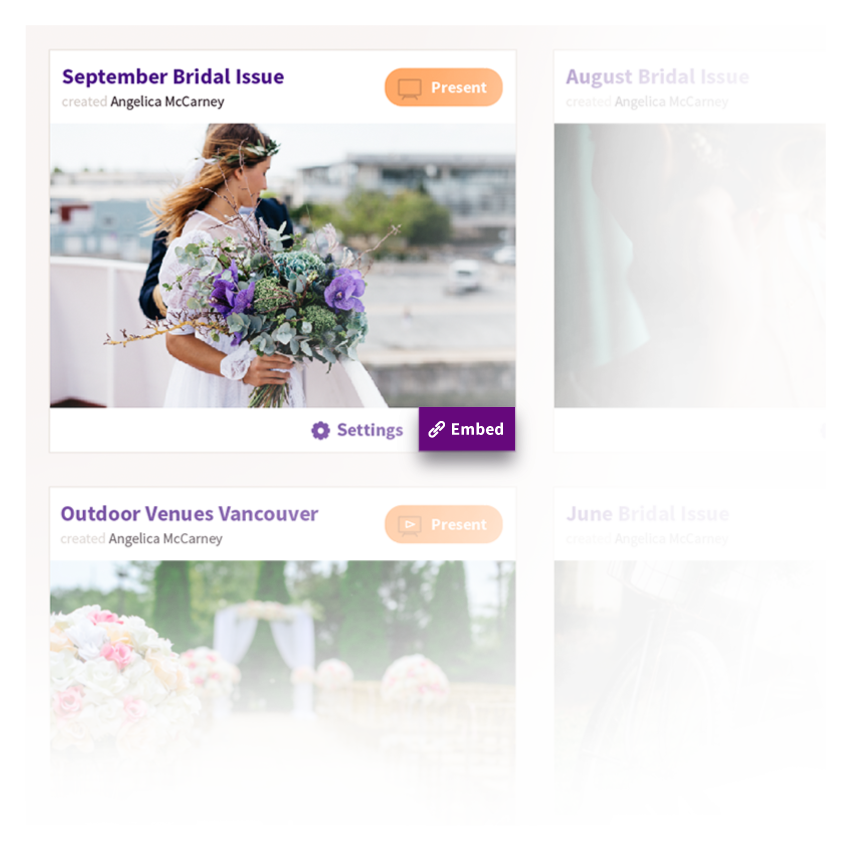 September Bridal Issue
created Angelica McCarney
Present
August Bridal Issue
created Angelica McCarney
Settings
Embed
Outdoor Venues Vancouver
created Angelica McCarney
Present
June Bridal Issue
created Angelica McCarney